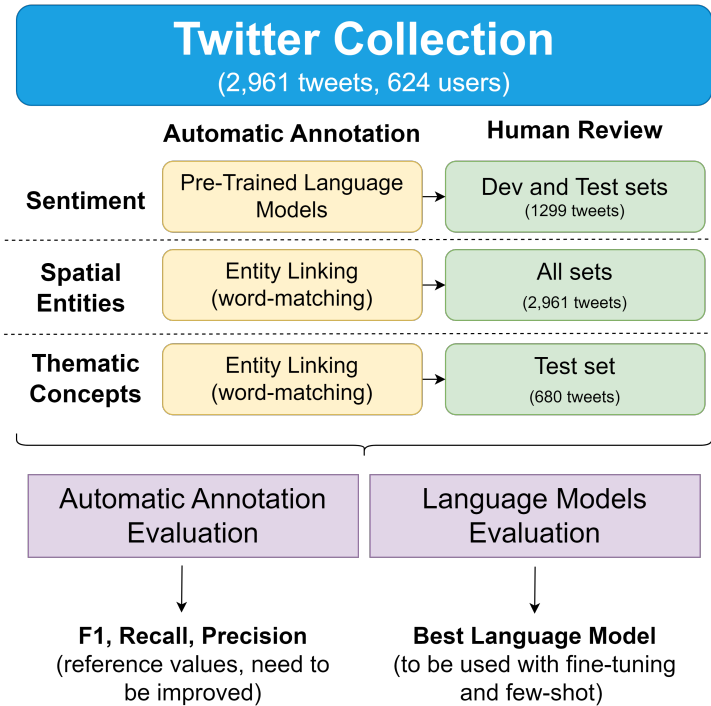 Twitter Collection
(2,961 tweets, 624 users)
Automatic Annotation
Human Review
Sentiment
Pre-Trained Language
Models
Dev and Test sets
(1299 tweets)
Spatial
Entities
Entity Linking
(word-matching)
All sets
(2,961 tweets)
Thematic
Concepts
Entity Linking
(word-matching)
Test set
(680 tweets)
Automatic Annotation
Evaluation
Language Models
Evaluation
F1, Recall, Precision
(reference values, need to
be improved)
Best Language Model
(to be used with fine-tuning
and few-shot)